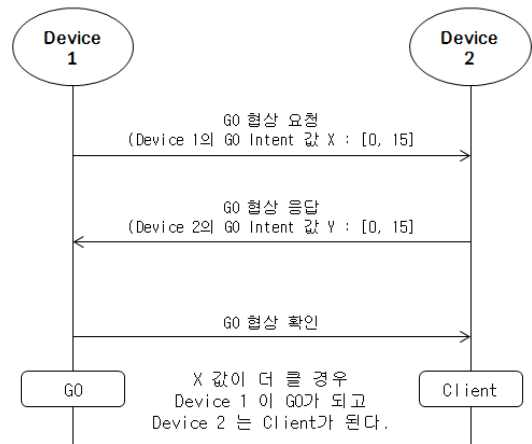 Device
1
Device
2
GO 협상 요청
(Device 1의 GO Intent 값 X : [0, 15]
GO 협상 응답
(Device 2의 GO Intent 값 Y : [0, 15]
GO 협상 확인
GO
X 값이 더 클 경우
Device 1 이 GO가 되고
Device 2 는 Client가 된다.
Client